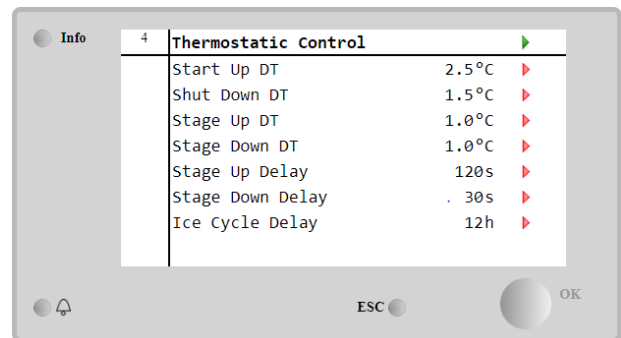 Info
4 Thermostatic Control
Start Up DT 2.5°C
Shut Down DT 1.5°C
Stage Up DT 1.0°C
Stage Down DT 1.0°C
Stage Up Delay 120s
Stage Down Delay . 30s
Ice Cycle Delay 12h
ESC
OK